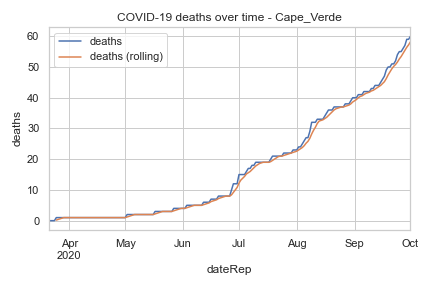 COVID-19 deaths over time - Cape_Verde
deaths
deaths (rolling)
60
50
40
30
20
10
0
deaths
Apr
2020
May
Jun
Jul
Aug
Sep
Oct
dateRep